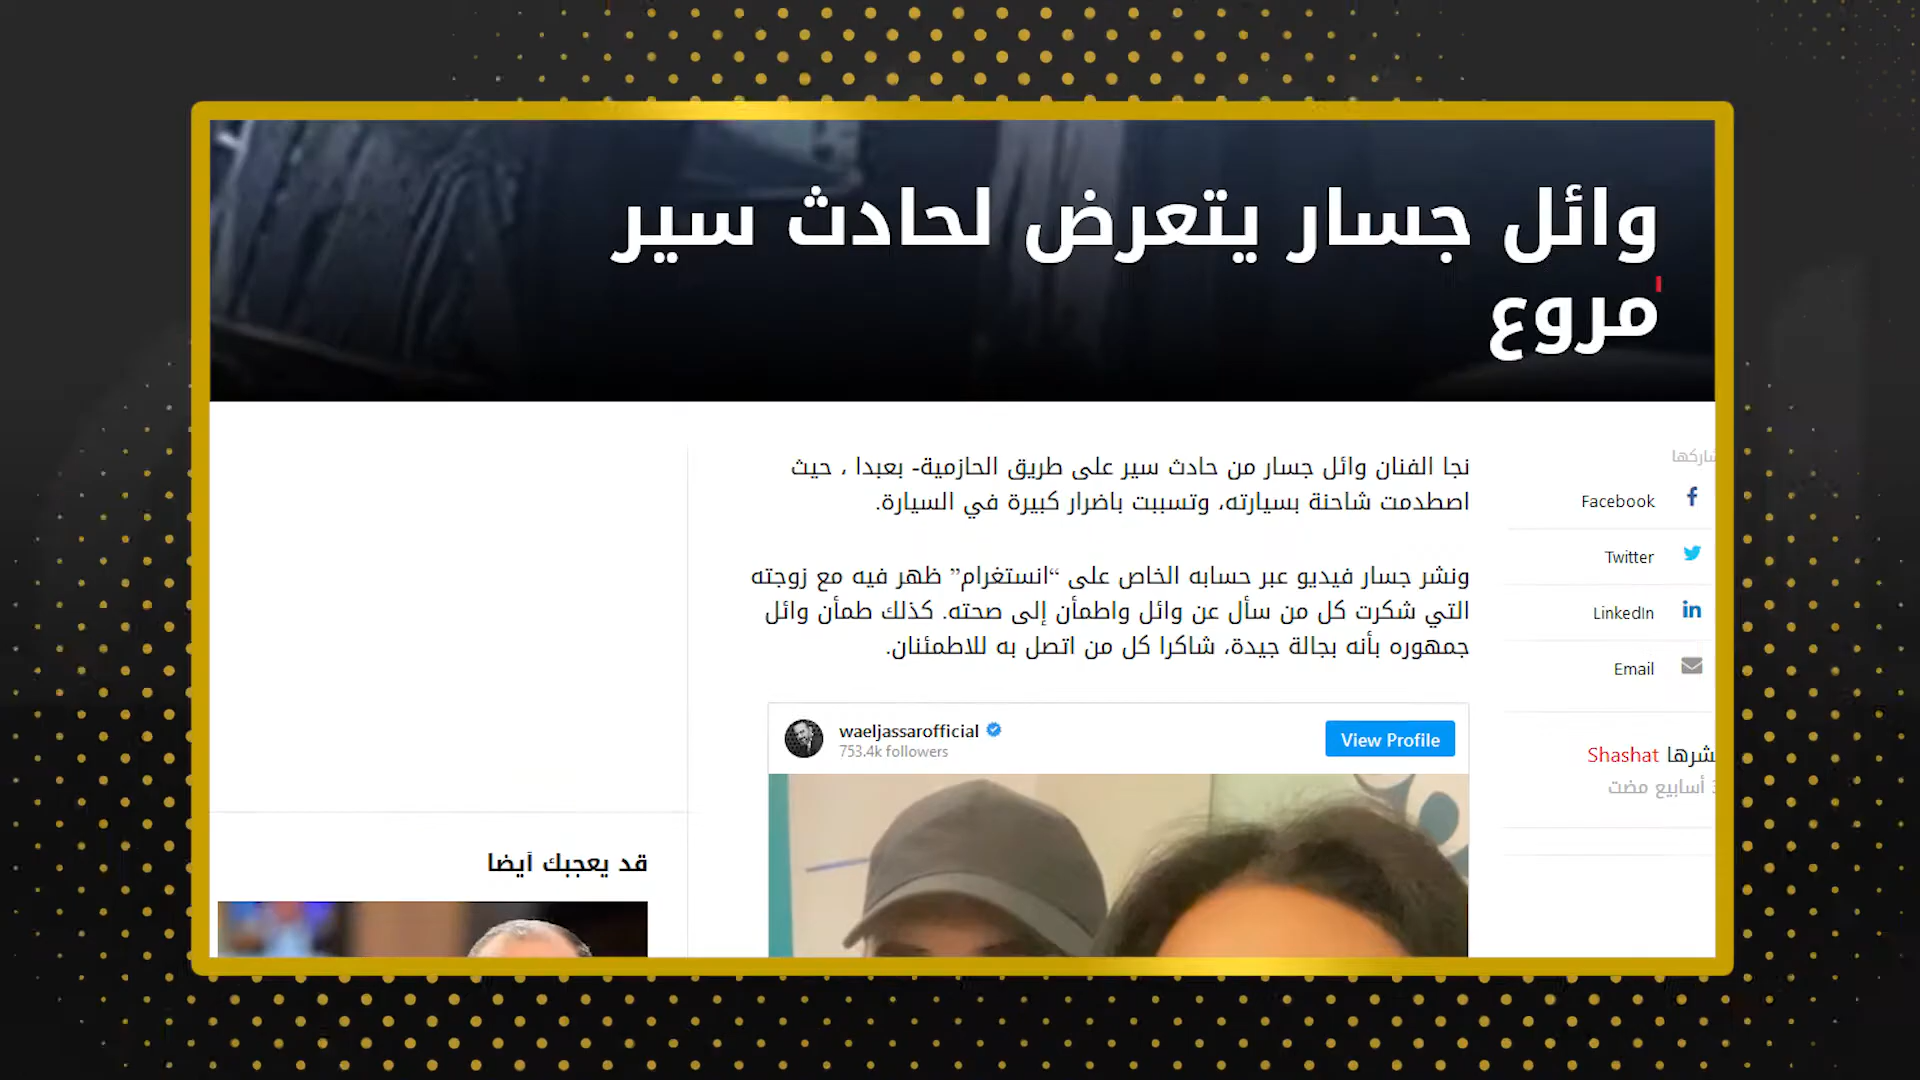 وائل جسار يتعرض لحادث سير
مروع
نجا الفنان وائل جسار من حادث سير على طريق الحازمية- بعبدا ، حيث
اصطدمت شاحنة بسيارته، وتسببت باضرار كبيرة في السيارة.
ونشر جسار فيديو عبر حسابه الخاص على “انستغرام” ظهر فيه مع زوجته
التي شكرت كل من سأل عن وائل واطمأن إلى صحته. كذلك طمأن وائل
جمهوره بأنه بجالة جيدة، شاكرا كل من اتصل به للاطمئنان.
waeljassarofficial
753.4k followers
View Profile
Facebook
Twitter
LinkedIn
Email
Shashat
أسابيع مضت
قد يعجبك أيضا